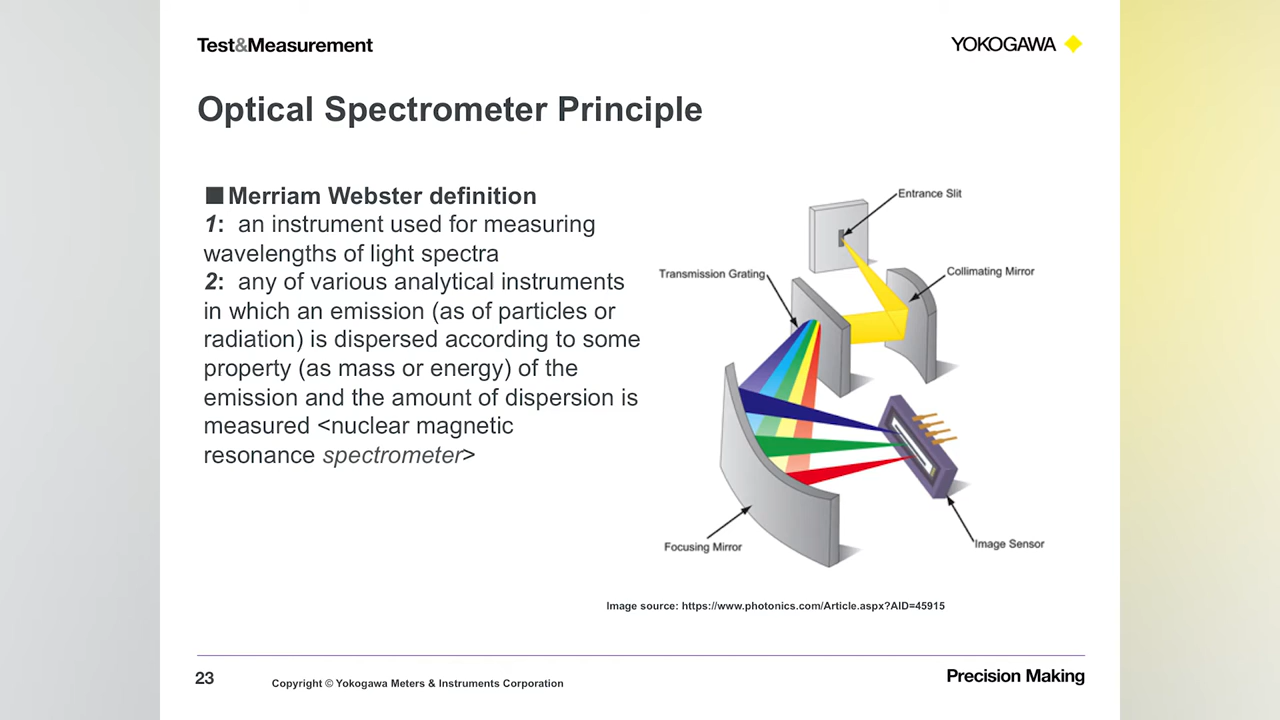 Test&Measurement
YOKOGAWA
Optical Spectrometer Principle
Merriam Webster definition
1: an instrument used for measuring
wavelengths of light spectra
2: any of various analytical instruments
in which an emission (as of particles or
radiation) is dispersed according to some
property (as mass or energy) of the
emission and the amount of dispersion is
measured <nuclear magnetic
resonance spectrometer>
Entrance Slit
Transmission Grating
Collimating Mirror
Focusing Mirror
Image Sensor
Image source: https://www.photonics.com/Article.aspx?AID=45915
23
Copyright © Yokogawa Meters & Instruments Corporation
Precision Making